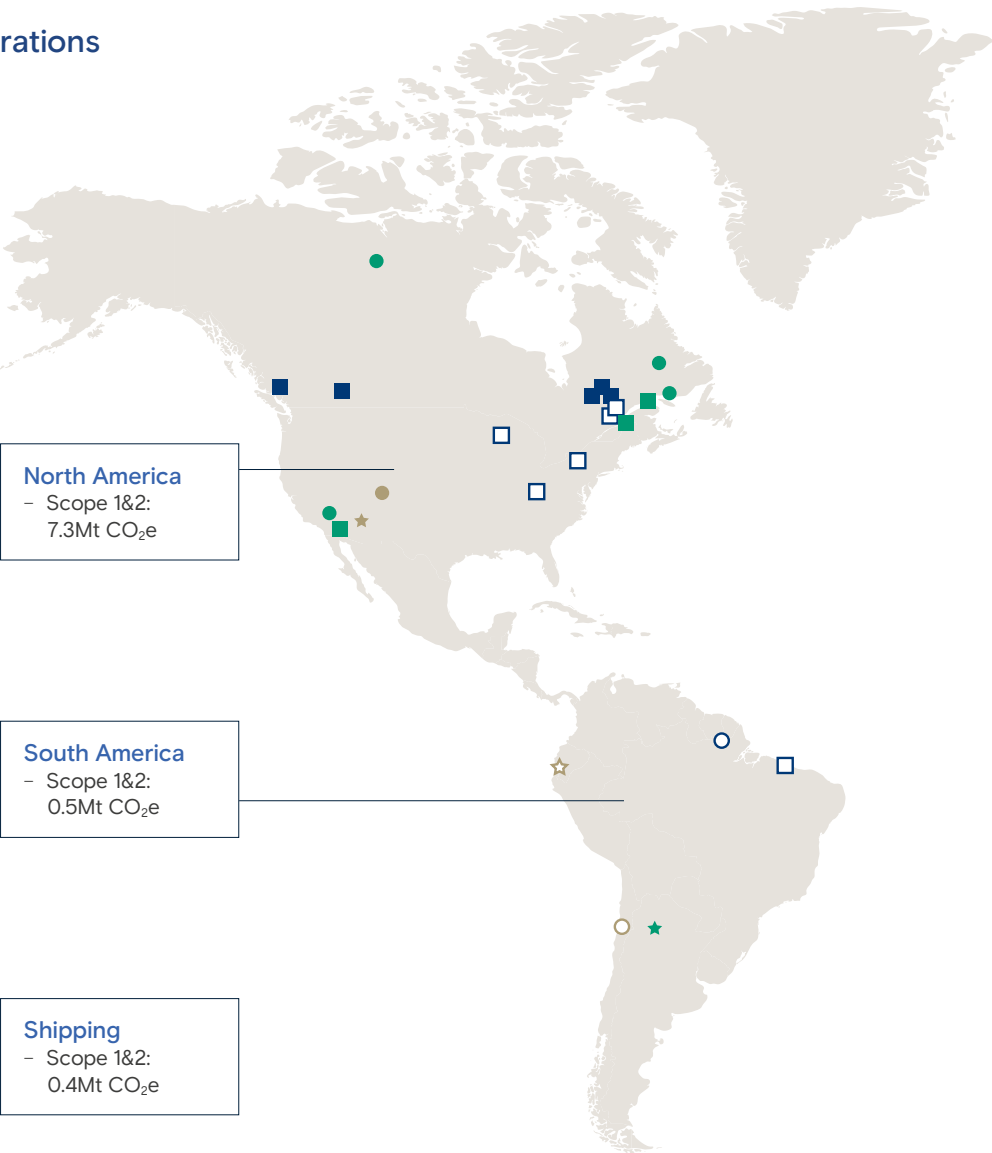 rations
North America
– Scope 1&2:
7.3Mt CO₂e
South America
– Scope 1&2:
0.5Mt CO₂e
Shipping
– Scope 1&2:
0.4Mt CO₂e